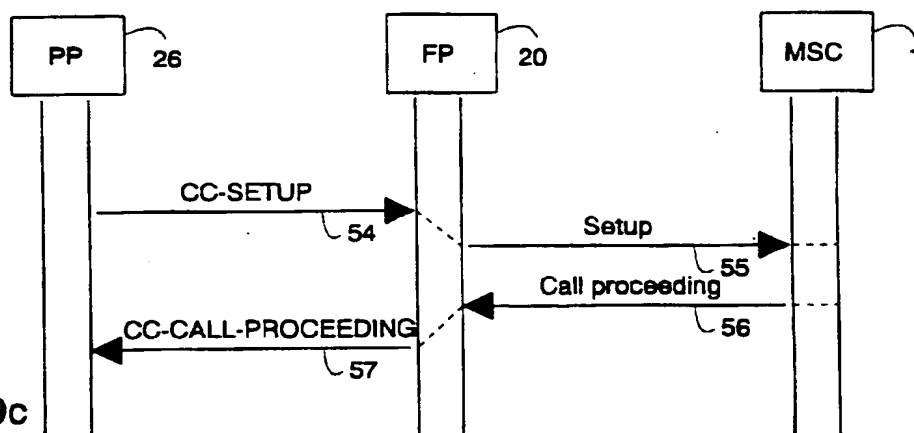 PP
26
FP
20
MSC
CC-SETUP
54
Setup
55
Call proceeding
56
CC-CALL-PROCEEDING
57